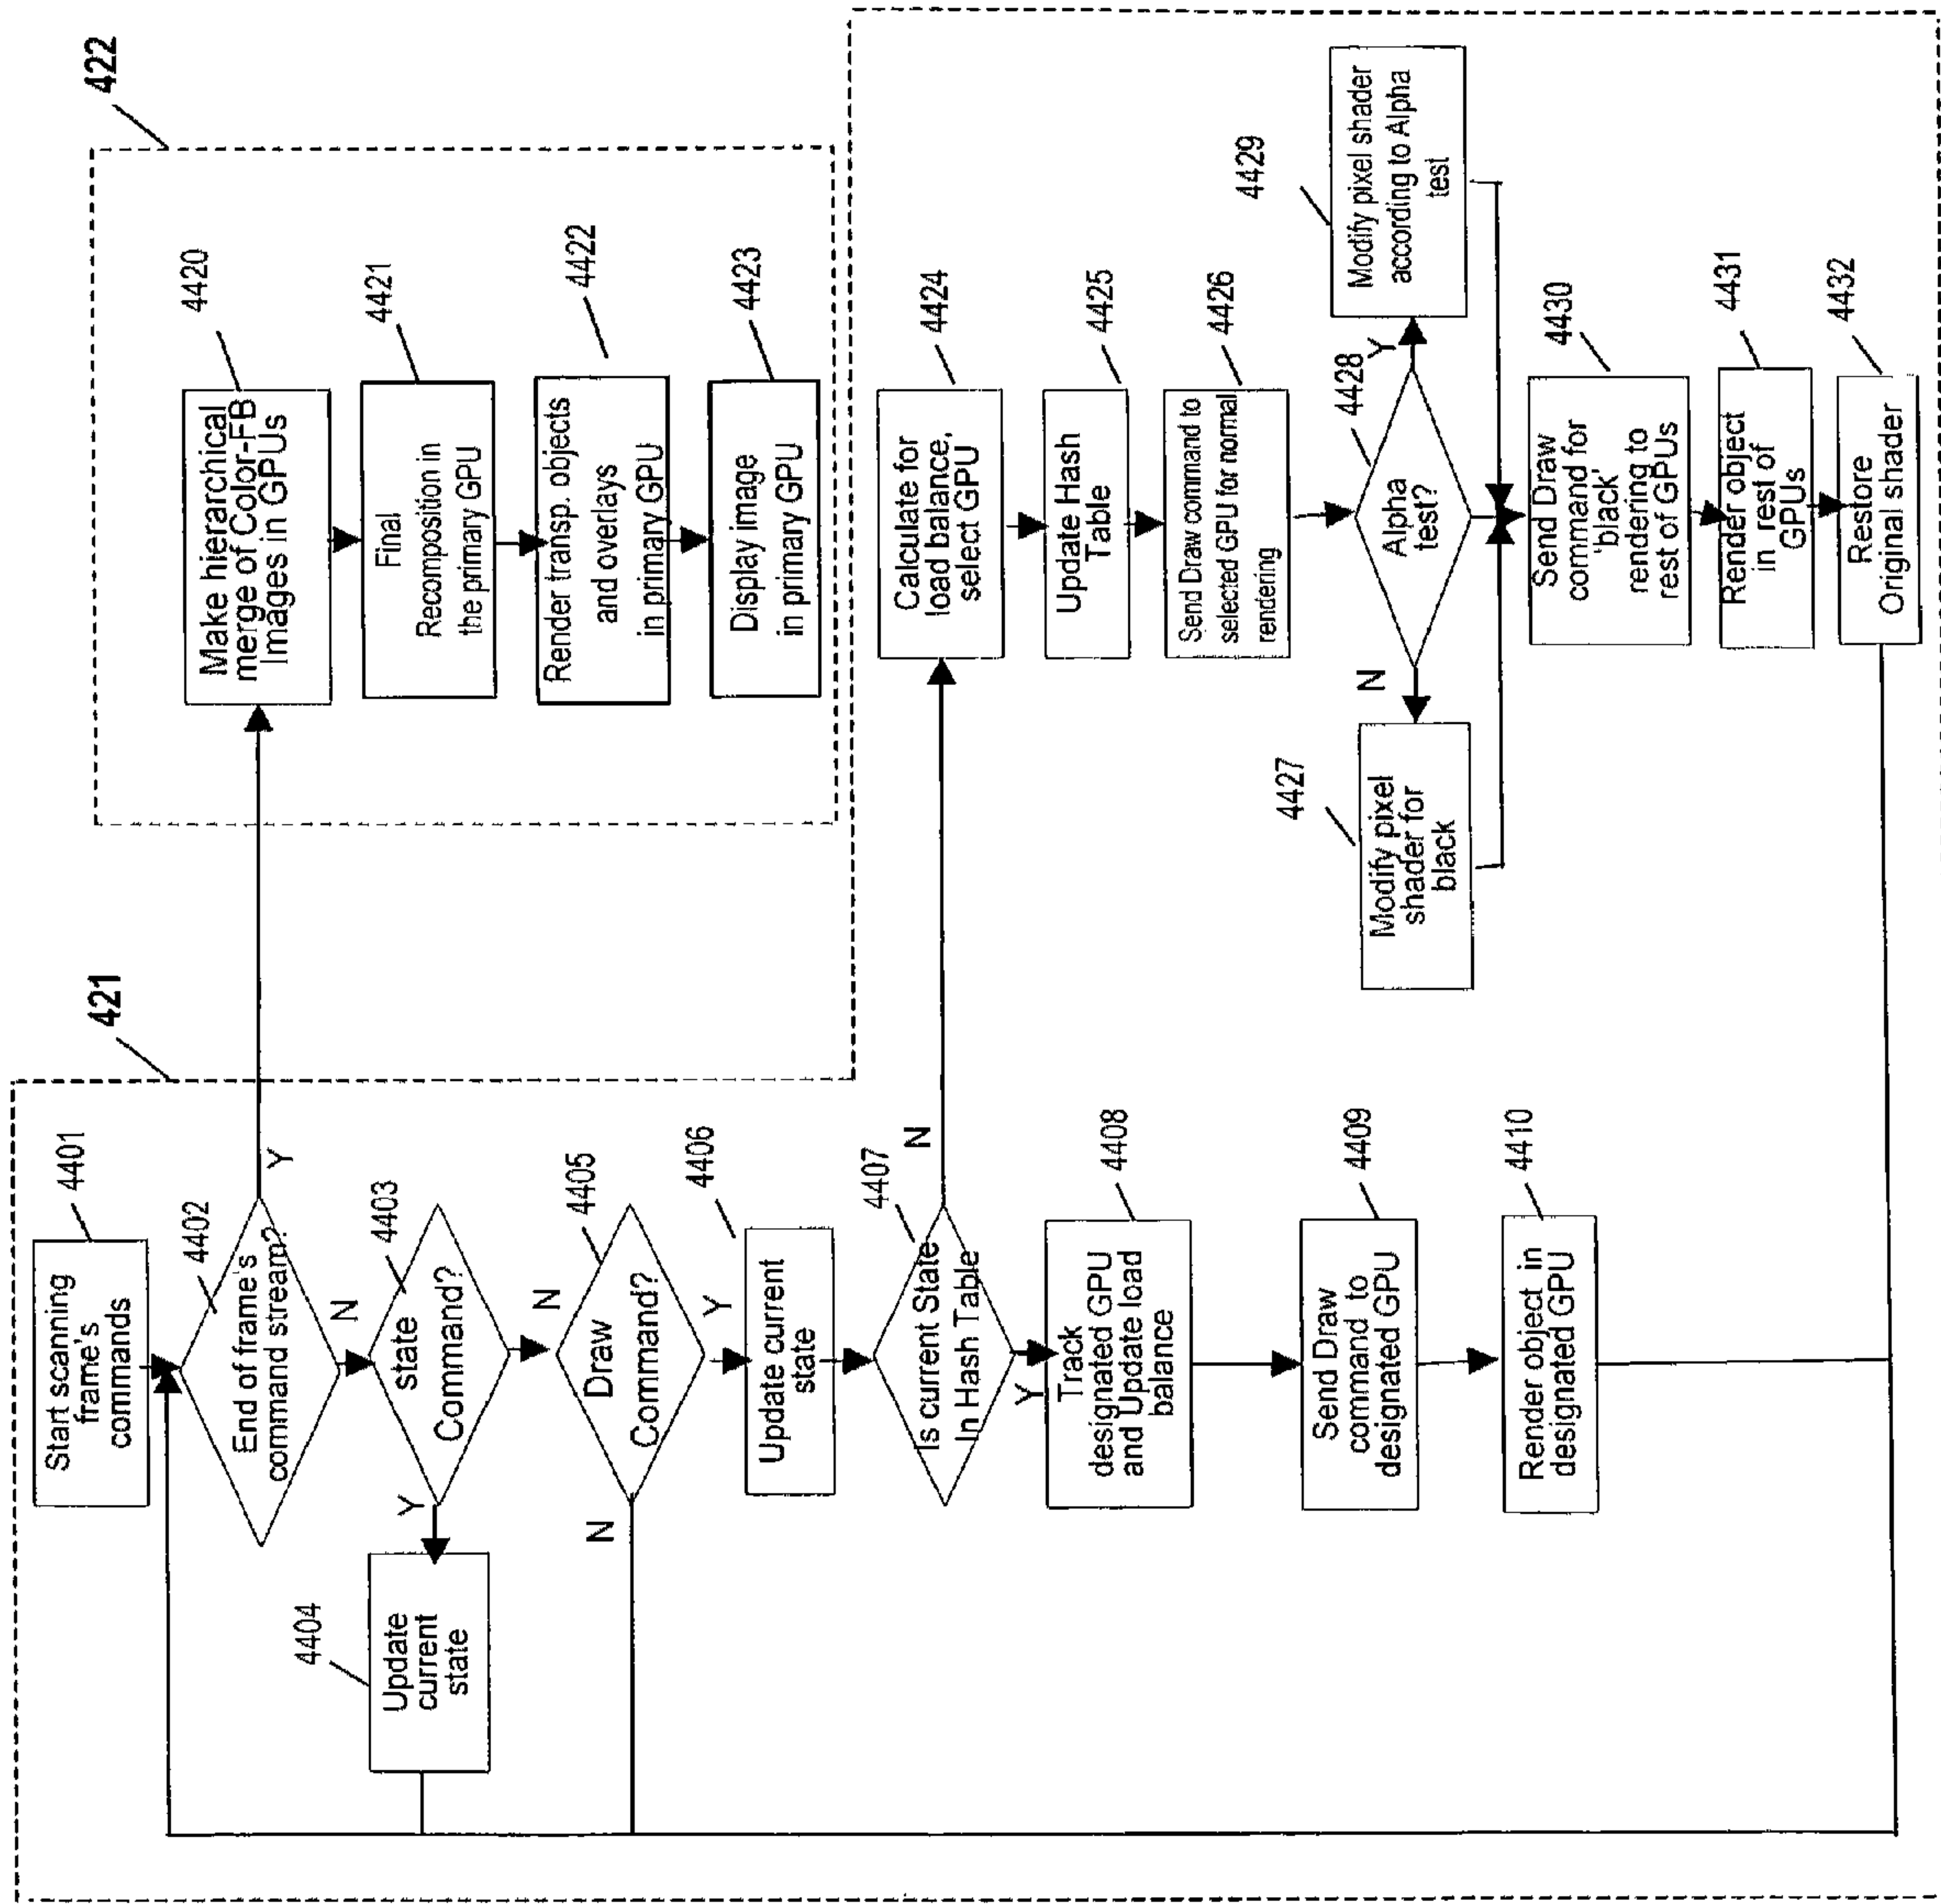 421
4401
Start scanning
frame's
commands
4402
End of frame's
command stream?
Y
N
4403
state
Command?
Y
N
4404
Update
current
state
4405
Draw
Command?
N
Y
4406
Update current
state
4407
Is current State
In Hash Table
N
Y
4408
Track
designated GPU
and Update load
balance
4409
Send Draw
command to
designated GPU
4410
Render object in
designated GPU
422
4420
Make hierarchical
merge of Color-FB
Images in GPUs
4421
Final
Recomposition in
the primary GPU
4422
Render transp. objects
and overlays
in primary GPU
4423
Display image
in primary GPU
4424
Calculate for
load balance,
select GPU
4425
Update Hash
Table
4426
Send Draw command to
selected GPU for normal
rendering
4428
Alpha
test?
N
Y
4427
Modify pixel
shader for
black
4429
Modify pixel shader
according to Alpha
test
4430
Send Draw
command for
'black'
rendering to
rest of GPUs
4431
Render object
in rest of
GPUs
4432
Restore
Original shader